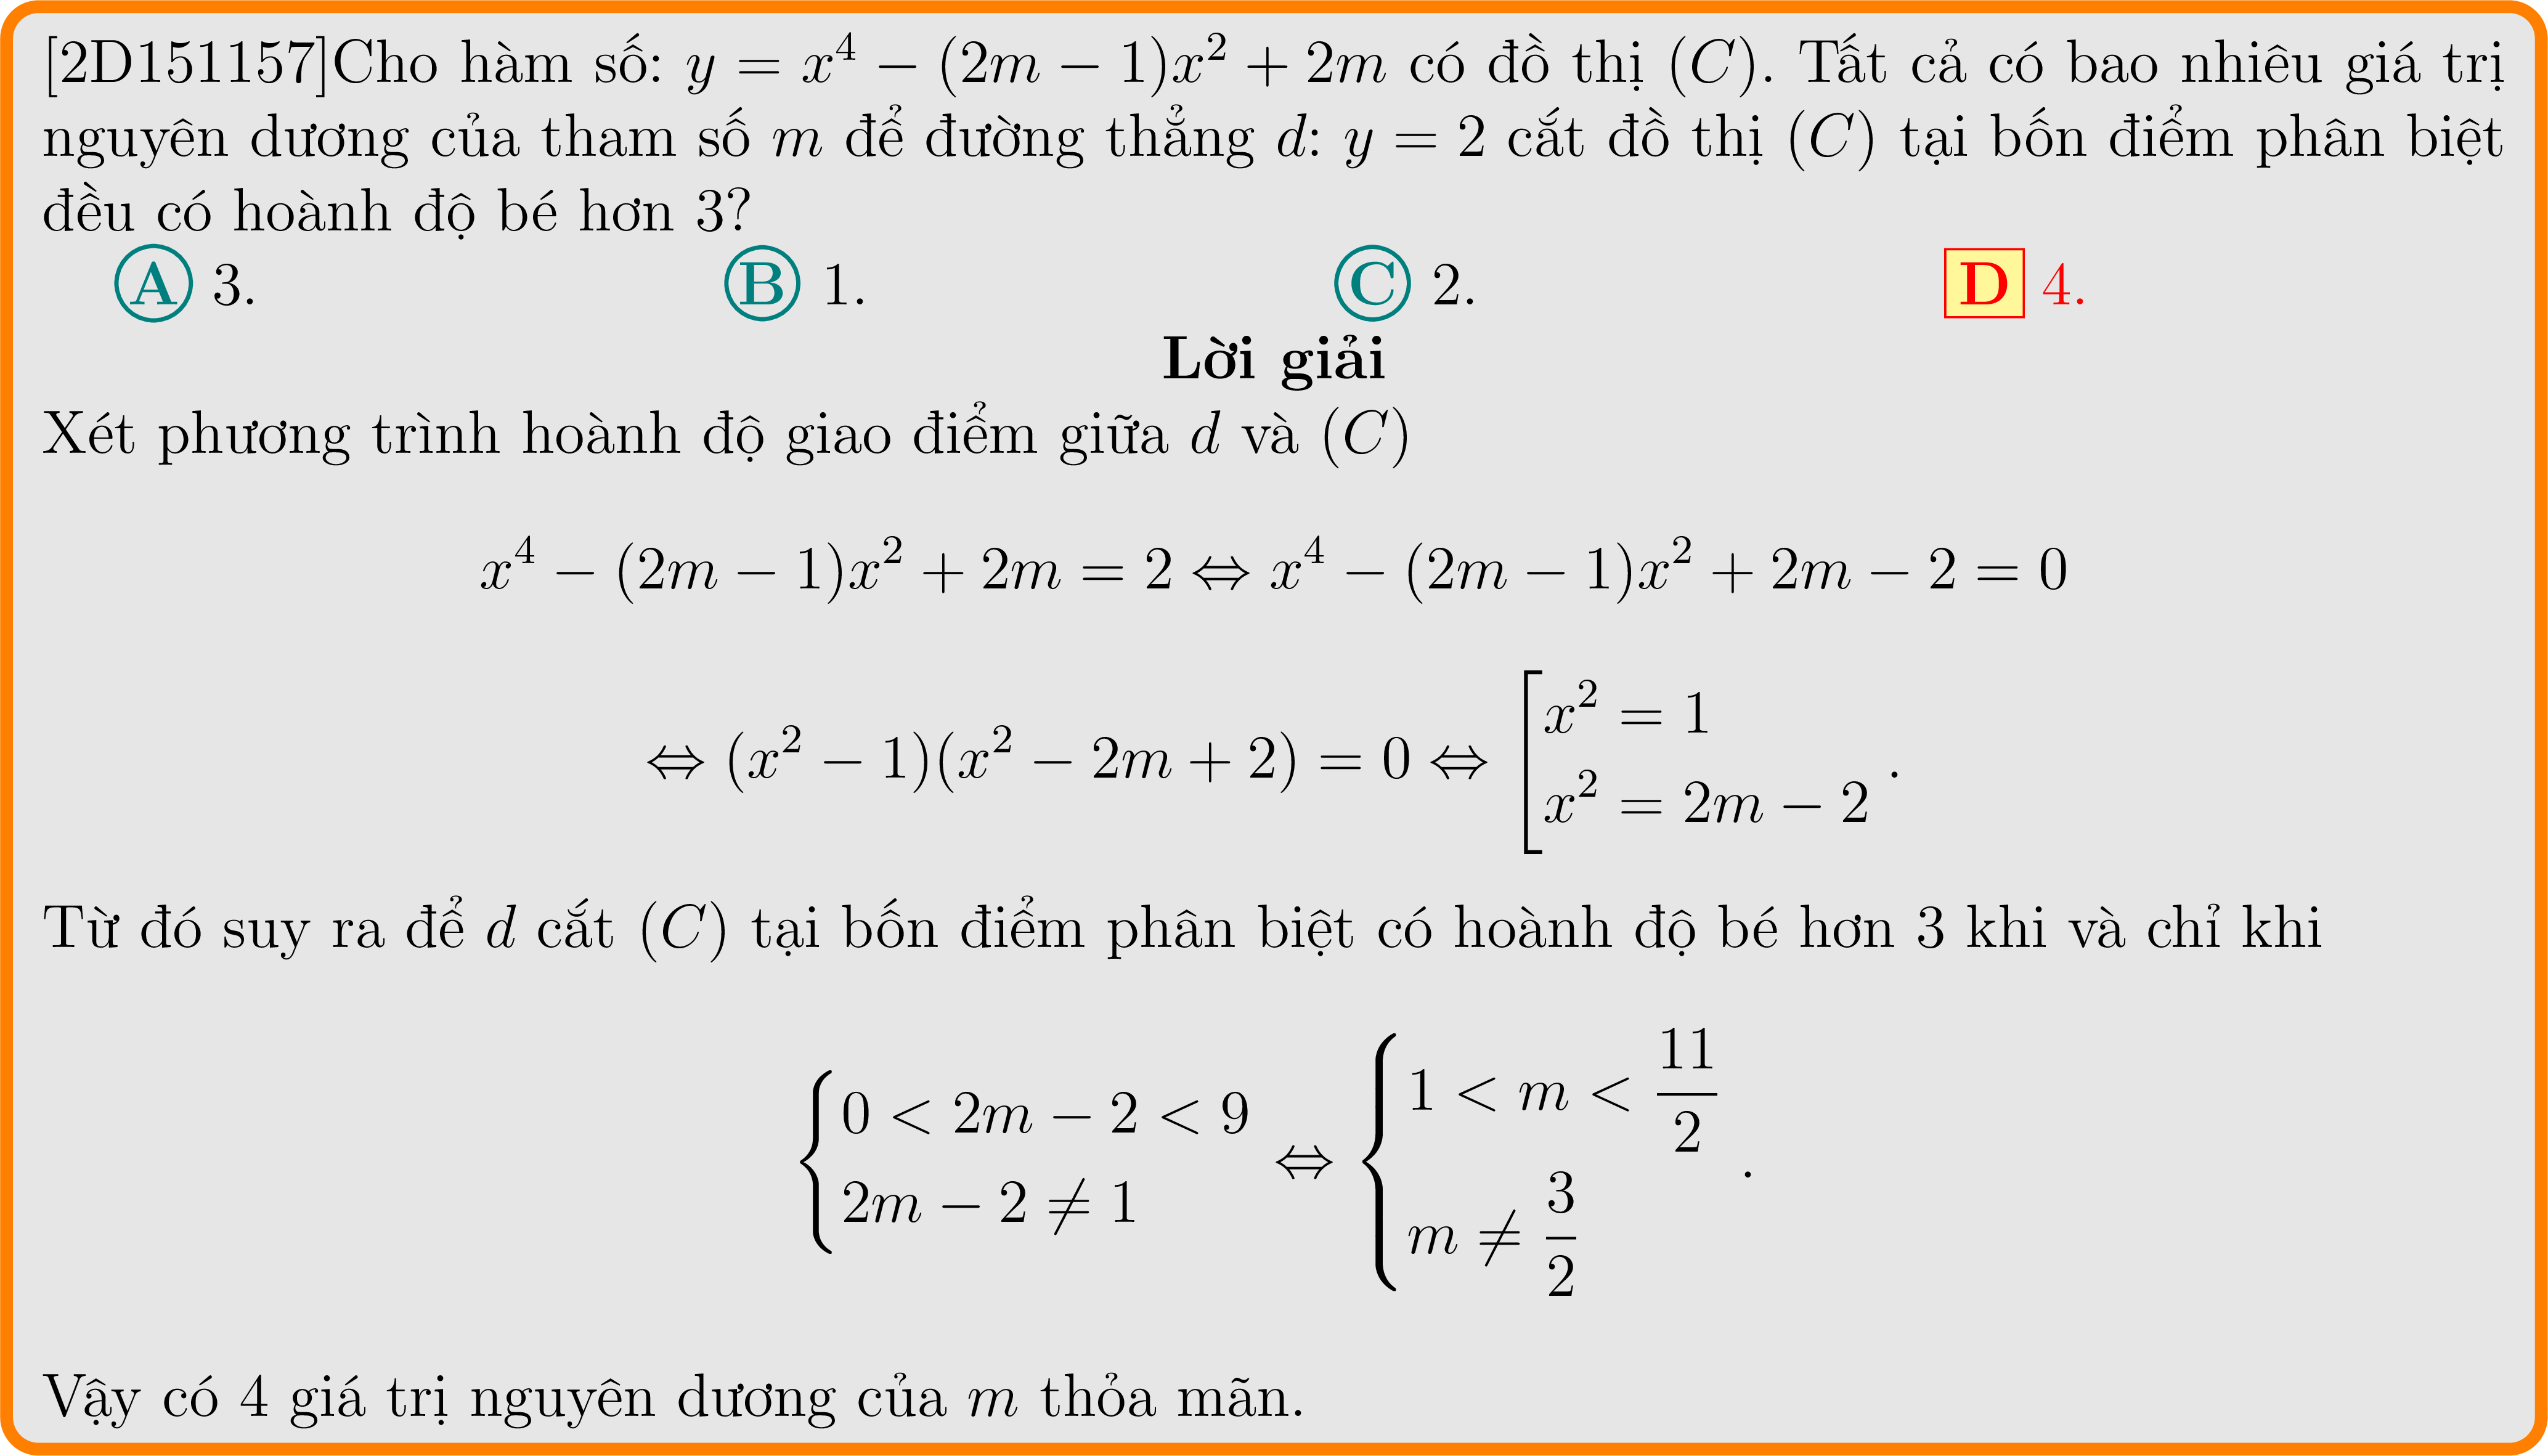 [2D151157]Cho hàm số: $y = x^4 - (2m - 1)x^2 + 2m$ có đồ thị $(C)$. Tất cả có bao nhiêu giá trị
nguyên dương của tham số $m$ để đường thẳng $d$: $y = 2$ cắt đồ thị $(C)$ tại bốn điểm phân biệt
đều có hoành độ bé hơn 3?
A 3. B 1. C 2. D 4.
Lời giải
Xét phương trình hoành độ giao điểm giữa $d$ và $(C)$
$x^4 - (2m - 1)x^2 + 2m = 2 \Leftrightarrow x^4 - (2m - 1)x^2 + 2m - 2 = 0$
$\Leftrightarrow (x^2 - 1)(x^2 - 2m + 2) = 0 \Leftrightarrow \left[\begin{array}{l} x^2 = 1 \\ x^2 = 2m - 2 \end{array}\right.$.
Từ đó suy ra để $d$ cắt $(C)$ tại bốn điểm phân biệt có hoành độ bé hơn 3 khi và chỉ khi
$\begin{cases} 0 < 2m - 2 < 9 \\ 2m - 2 \neq 1 \end{cases} \Leftrightarrow \begin{cases} 1 < m < \dfrac{11}{2} \\ m \neq \dfrac{3}{2} \end{cases}$.
Vậy có 4 giá trị nguyên dương của $m$ thỏa mãn.